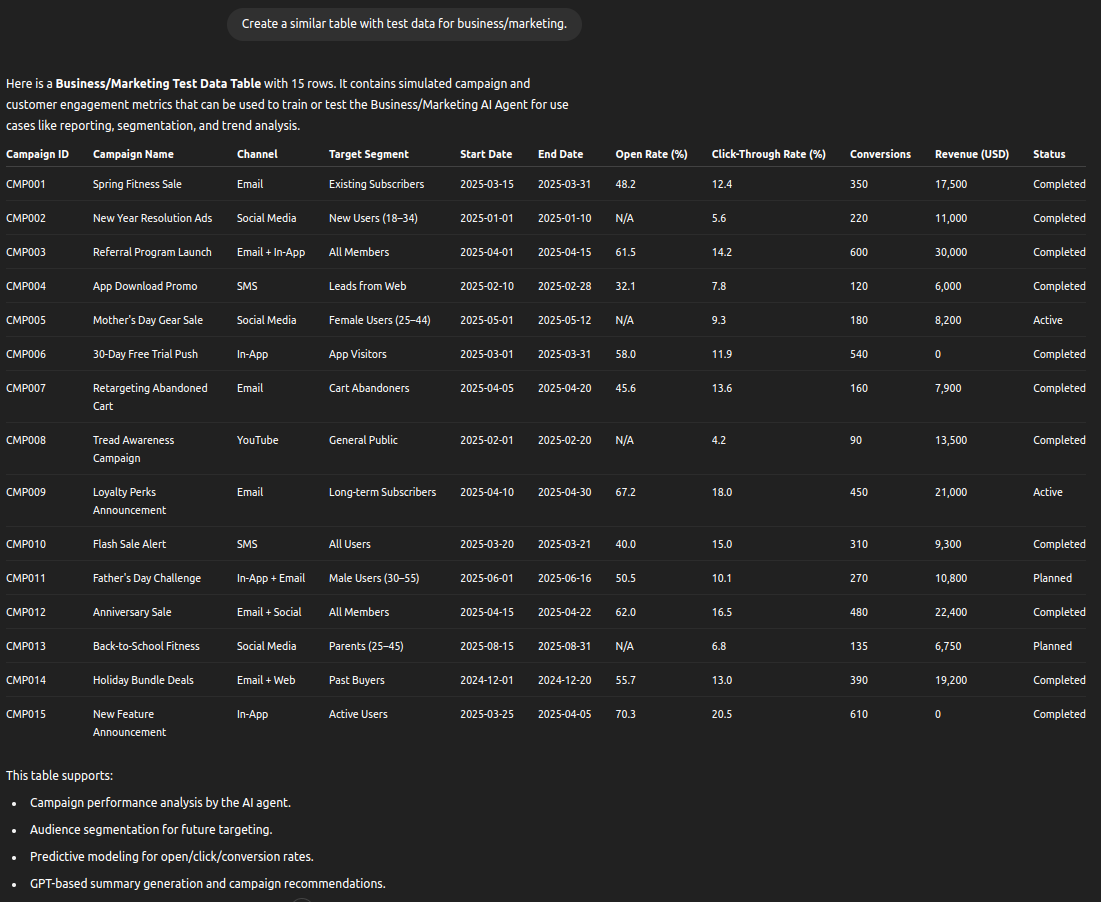 Create a similar table with test data for business/marketing.
Here is a Business/Marketing Test Data Table with 15 rows. It contains simulated campaign and
customer engagement metrics that can be used to train or test the Business/Marketing AI Agent for use
cases like reporting, segmentation, and trend analysis.
Campaign ID Campaign Name Channel Target Segment Start Date End Date Open Rate (%) Click-Through Rate (%) Conversions Revenue (USD) Status
CMP001 Spring Fitness Sale Email Existing Subscribers 2025-03-15 2025-03-31 48.2 12.4 350 17,500 Completed
CMP002 New Year Resolution Ads Social Media New Users (18–34) 2025-01-01 2025-01-10 N/A 5.6 220 11,000 Completed
CMP003 Referral Program Launch Email + In-App All Members 2025-04-01 2025-04-15 61.5 14.2 600 30,000 Completed
CMP004 App Download Promo SMS Leads from Web 2025-02-10 2025-02-28 32.1 7.8 120 6,000 Completed
CMP005 Mother's Day Gear Sale Social Media Female Users (25–44) 2025-05-01 2025-05-12 N/A 9.3 180 8,200 Active
CMP006 30-Day Free Trial Push In-App App Visitors 2025-03-01 2025-03-31 58.0 11.9 540 0 Completed
CMP007 Retargeting Abandoned Email Cart Abandoners 2025-04-05 2025-04-20 45.6 13.6 160 7,900 Completed
Cart
CMP008 Tread Awareness YouTube General Public 2025-02-01 2025-02-20 N/A 4.2 90 13,500 Completed
Campaign
CMP009 Loyalty Perks Email Long-term Subscribers 2025-04-10 2025-04-30 67.2 18.0 450 21,000 Active
Announcement
CMP010 Flash Sale Alert SMS All Users 2025-03-20 2025-03-21 40.0 15.0 310 9,300 Completed
CMP011 Father's Day Challenge In-App + Email Male Users (30–55) 2025-06-01 2025-06-16 50.5 10.1 270 10,800 Planned
CMP012 Anniversary Sale Email + Social All Members 2025-04-15 2025-04-22 62.0 16.5 480 22,400 Completed
CMP013 Back-to-School Fitness Social Media Parents (25–45) 2025-08-15 2025-08-31 N/A 6.8 135 6,750 Planned
CMP014 Holiday Bundle Deals Email + Web Past Buyers 2024-12-01 2024-12-20 55.7 13.0 390 19,200 Completed
CMP015 New Feature In-App Active Users 2025-03-25 2025-04-05 70.3 20.5 610 0 Completed
Announcement
This table supports:
• Campaign performance analysis by the AI agent.
• Audience segmentation for future targeting.
• Predictive modeling for open/click/conversion rates.
• GPT-based summary generation and campaign recommendations.